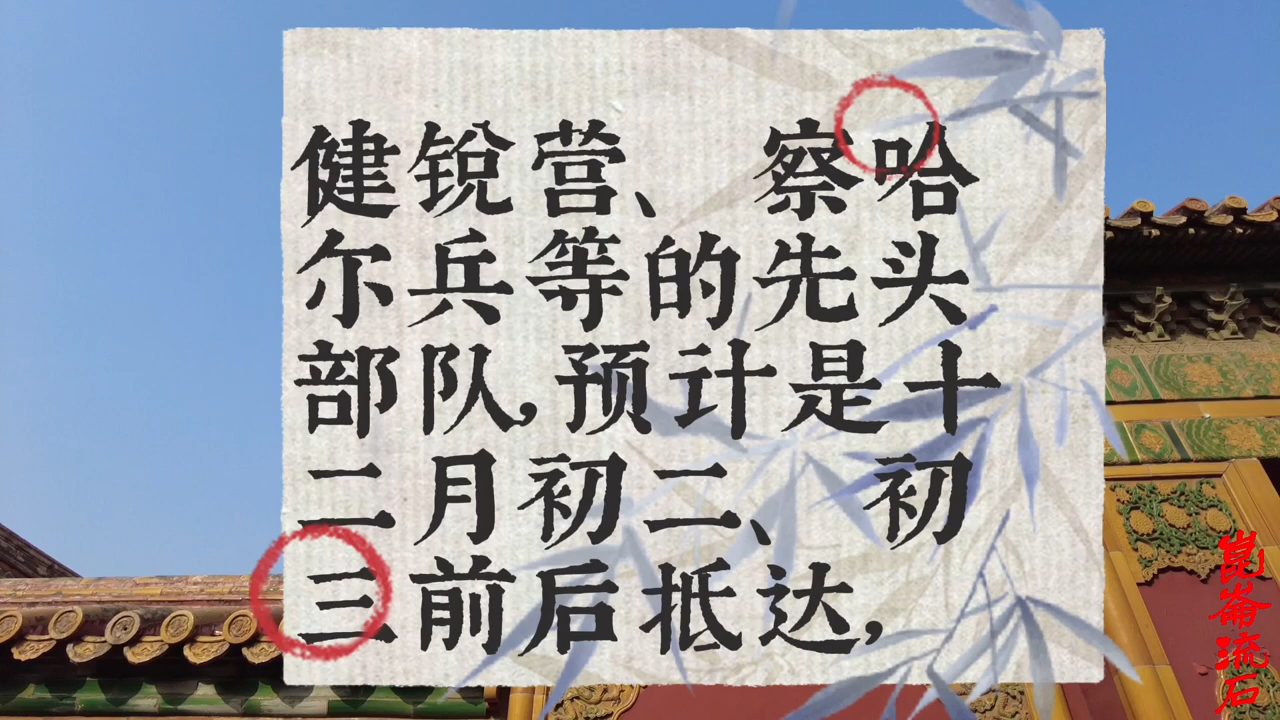 健锐营、察哈
尔兵等的先头
部队,预计是十
二月初二、初
三前后抵达,
崑崙流石